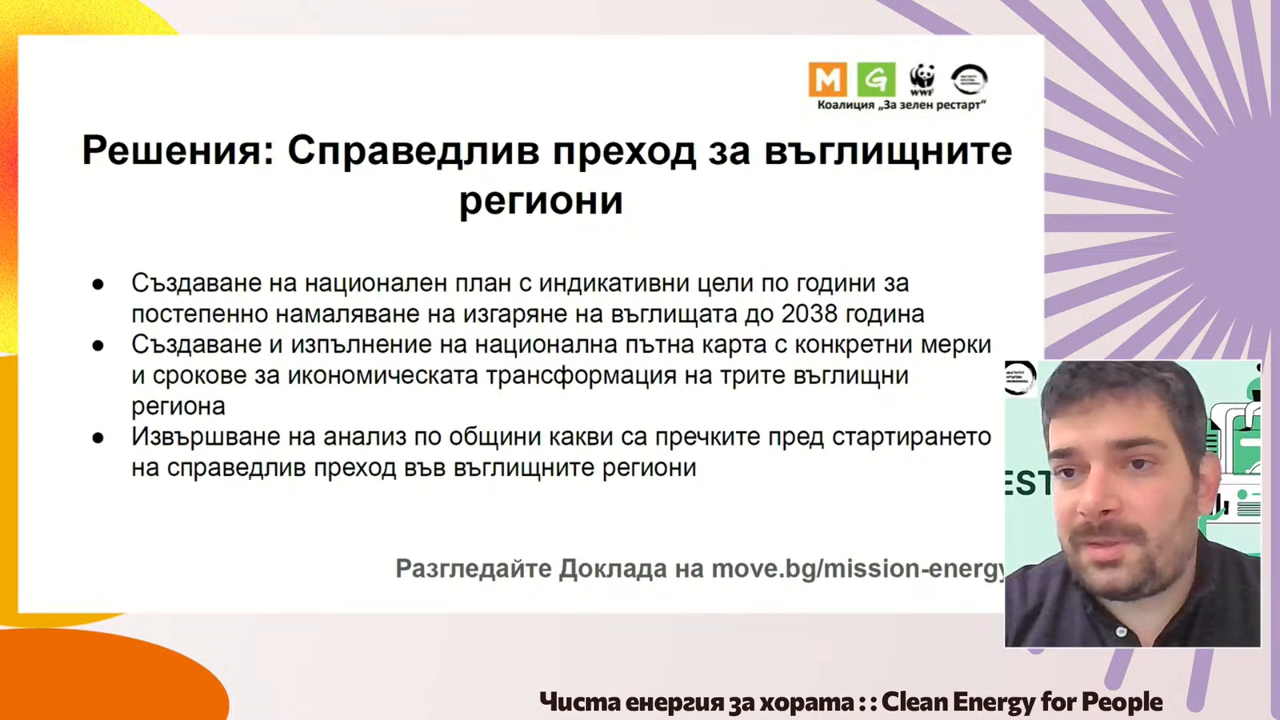 M G WWF
Коалиция „За зелен рестарт“
Решения: Справедлив преход за въглищните
региони
● Създаване на национален план с индикативни цели по години за
постепенно намаляване на изгаряне на въглищата до 2038 година
● Създаване и изпълнение на национална пътна карта с конкретни мерки
и срокове за икономическата трансформация на трите въглищни
региона
● Извършване на анализ по общини какви са пречките пред стартирането
на справедлив преход във въглищните региони
EST
Разгледайте Доклада на move.bg/mission-energy
Чиста енергия за хората :: Clean Energy for People